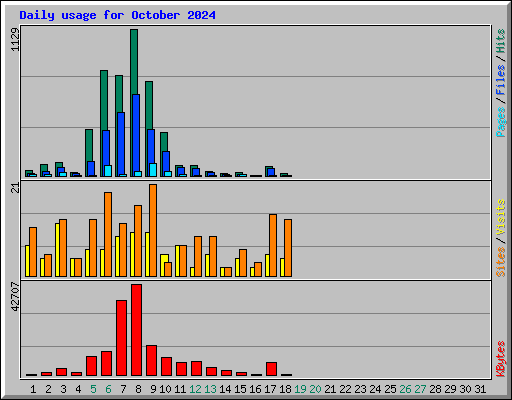 Daily usage for October 2024
1129
Pages / Files / Hits
21
Sites / Visits
42707
KBytes
1 2 3 4 5 6 7 8 9 10 11 12 13 14 15 16 17 18 19 20 21 22 23 24 25 26 27 28 29 30 31